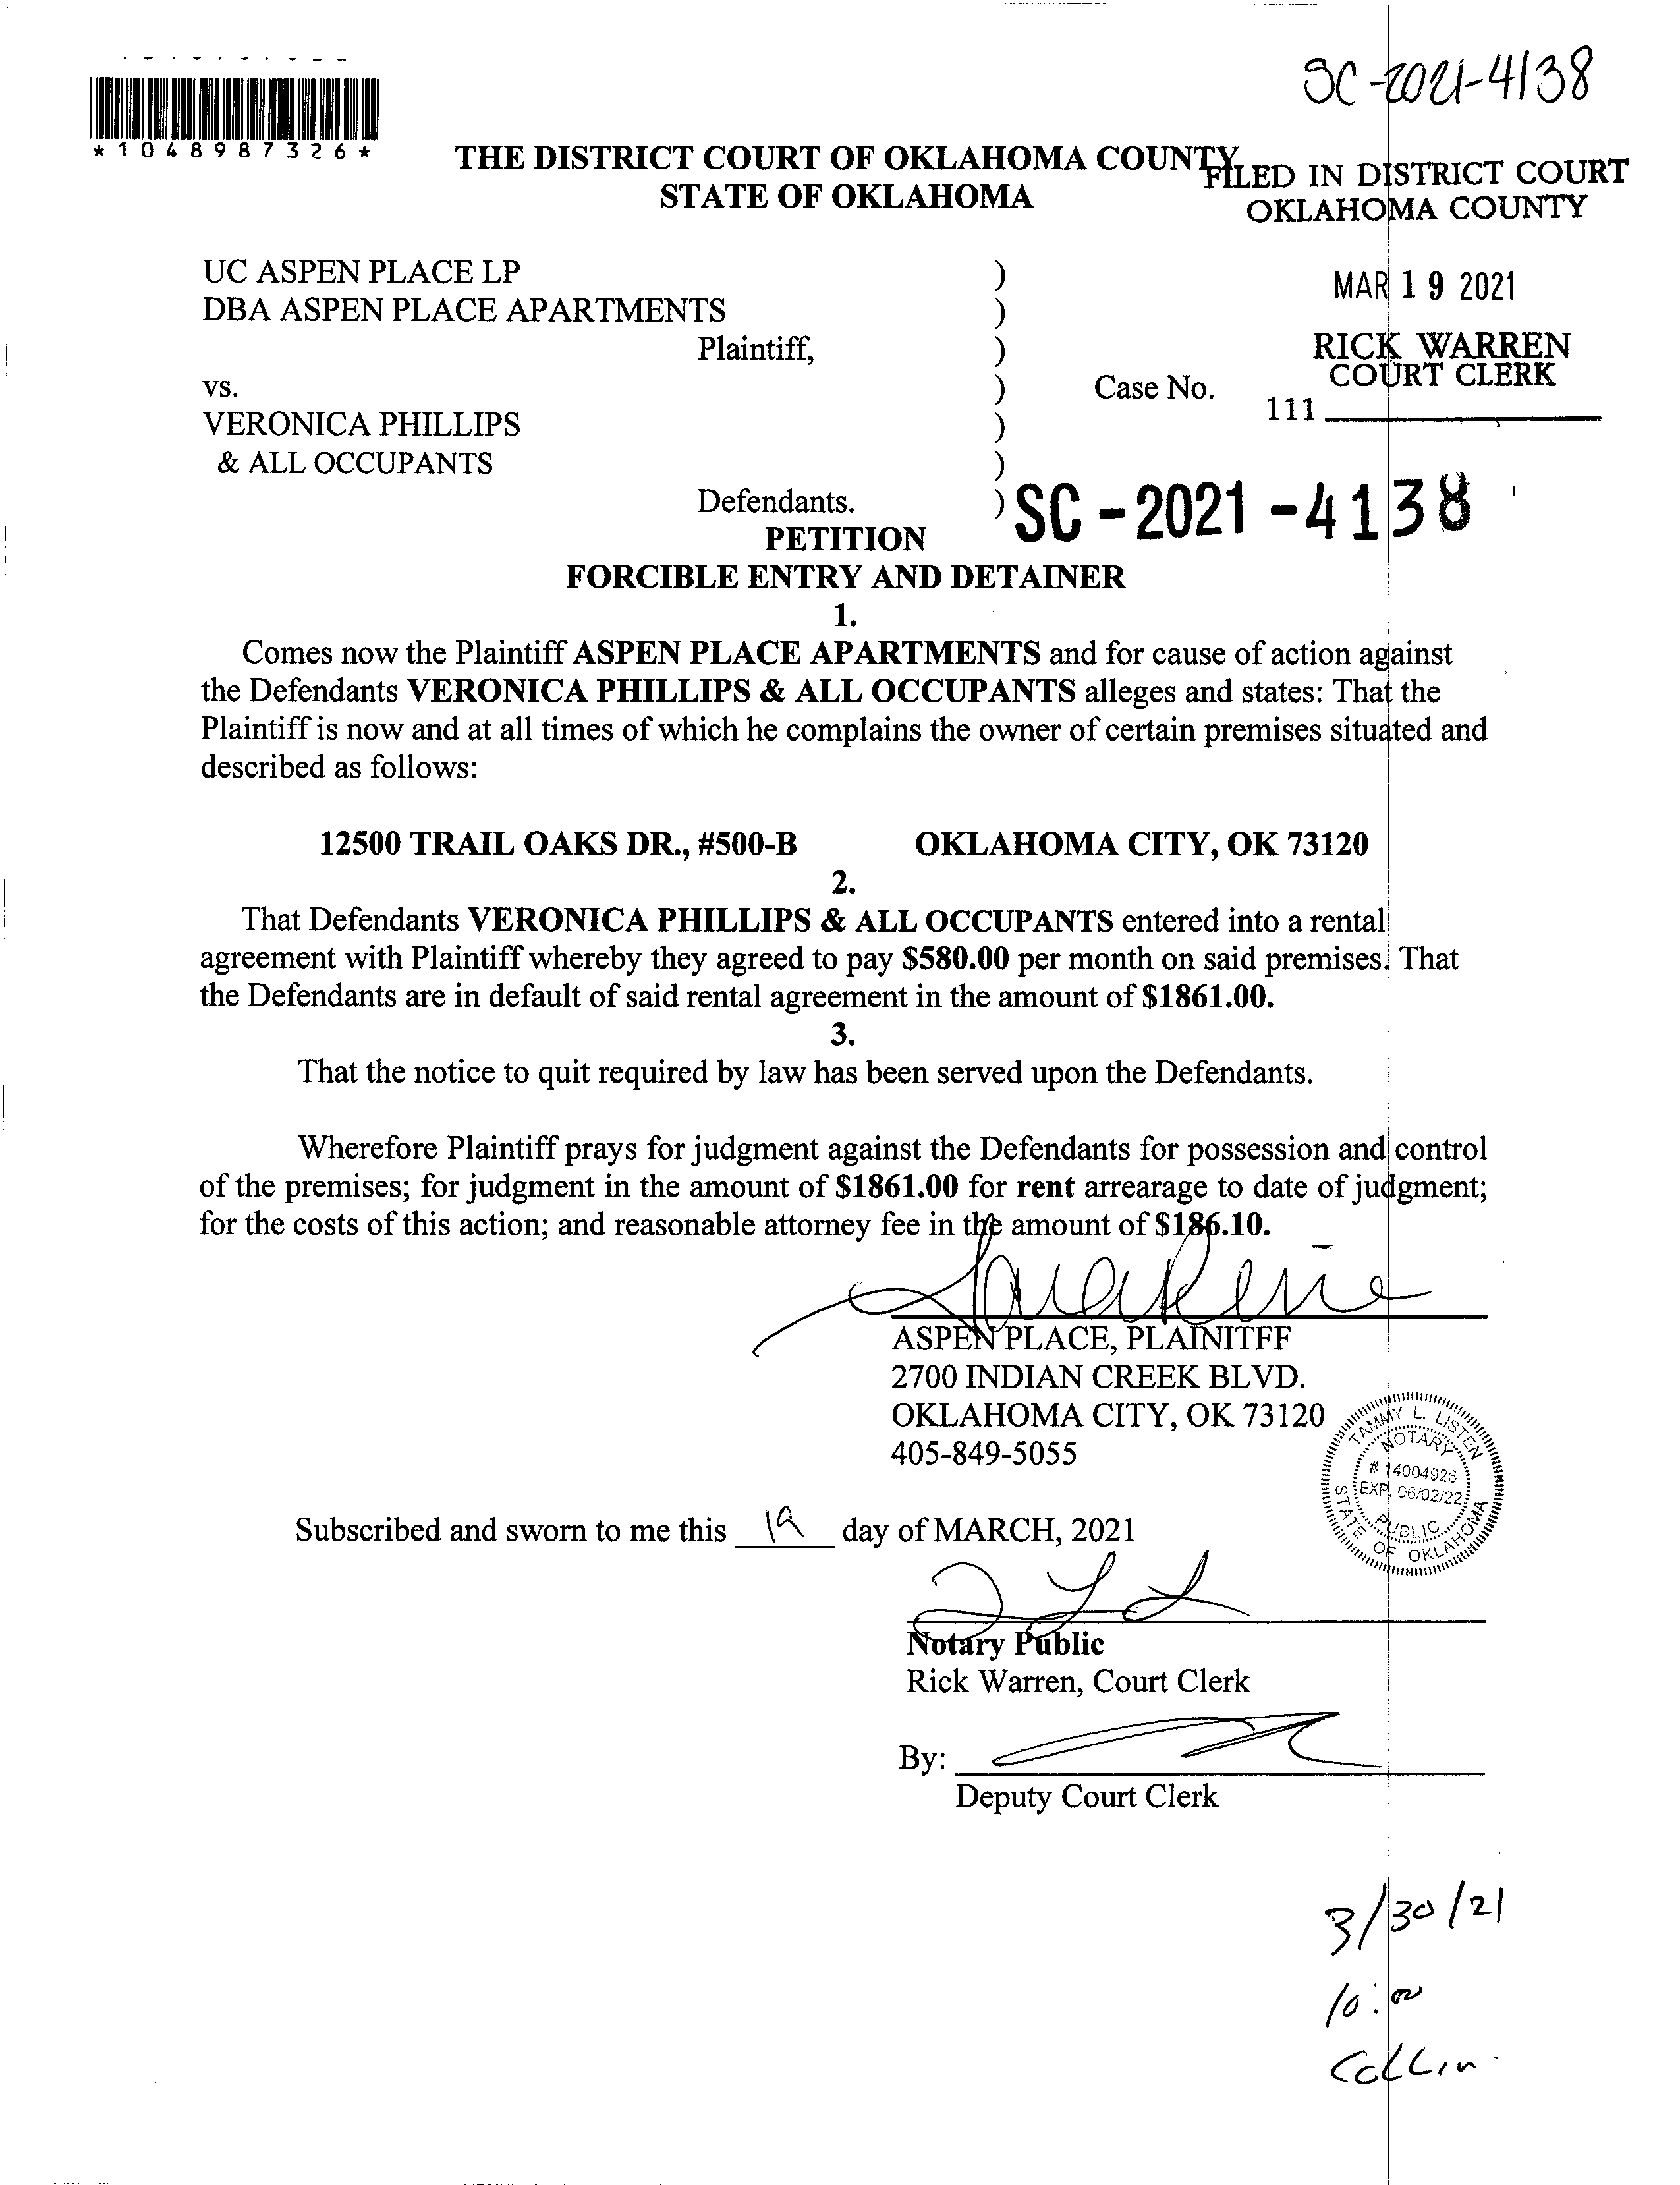 SC-2021-4138
*1048987326*
THE DISTRICT COURT OF OKLAHOMA COUNTY
STATE OF OKLAHOMA
FILED IN DISTRICT COURT
OKLAHOMA COUNTY
MAR 19 2021
RICK WARREN
COURT CLERK
111
UC ASPEN PLACE LP )
DBA ASPEN PLACE APARTMENTS )
Plaintiff, )
vs. ) Case No.
VERONICA PHILLIPS )
& ALL OCCUPANTS )
Defendants. ) SC-2021-4138
PETITION
FORCIBLE ENTRY AND DETAINER
1.
Comes now the Plaintiff ASPEN PLACE APARTMENTS and for cause of action against
the Defendants VERONICA PHILLIPS & ALL OCCUPANTS alleges and states: That the
Plaintiff is now and at all times of which he complains the owner of certain premises situated and
described as follows:
12500 TRAIL OAKS DR., #500-B OKLAHOMA CITY, OK 73120
2.
That Defendants VERONICA PHILLIPS & ALL OCCUPANTS entered into a rental
agreement with Plaintiff whereby they agreed to pay $580.00 per month on said premises. That
the Defendants are in default of said rental agreement in the amount of $1861.00.
3.
That the notice to quit required by law has been served upon the Defendants.
Wherefore Plaintiff prays for judgment against the Defendants for possession and control
of the premises; for judgment in the amount of $1861.00 for rent arrearage to date of judgment;
for the costs of this action; and reasonable attorney fee in the amount of $186.10.
ASPEN PLACE, PLAINITFF
2700 INDIAN CREEK BLVD.
OKLAHOMA CITY, OK 73120
405-849-5055
TAMMY L. LISTEN
NOTARY
# 14004926
EXP. 06/02/22
PUBLIC
STATE OF OKLAHOMA
Subscribed and sworn to me this 19 day of MARCH, 2021
Notary Public
Rick Warren, Court Clerk
By:
Deputy Court Clerk
3/30/21
10:00